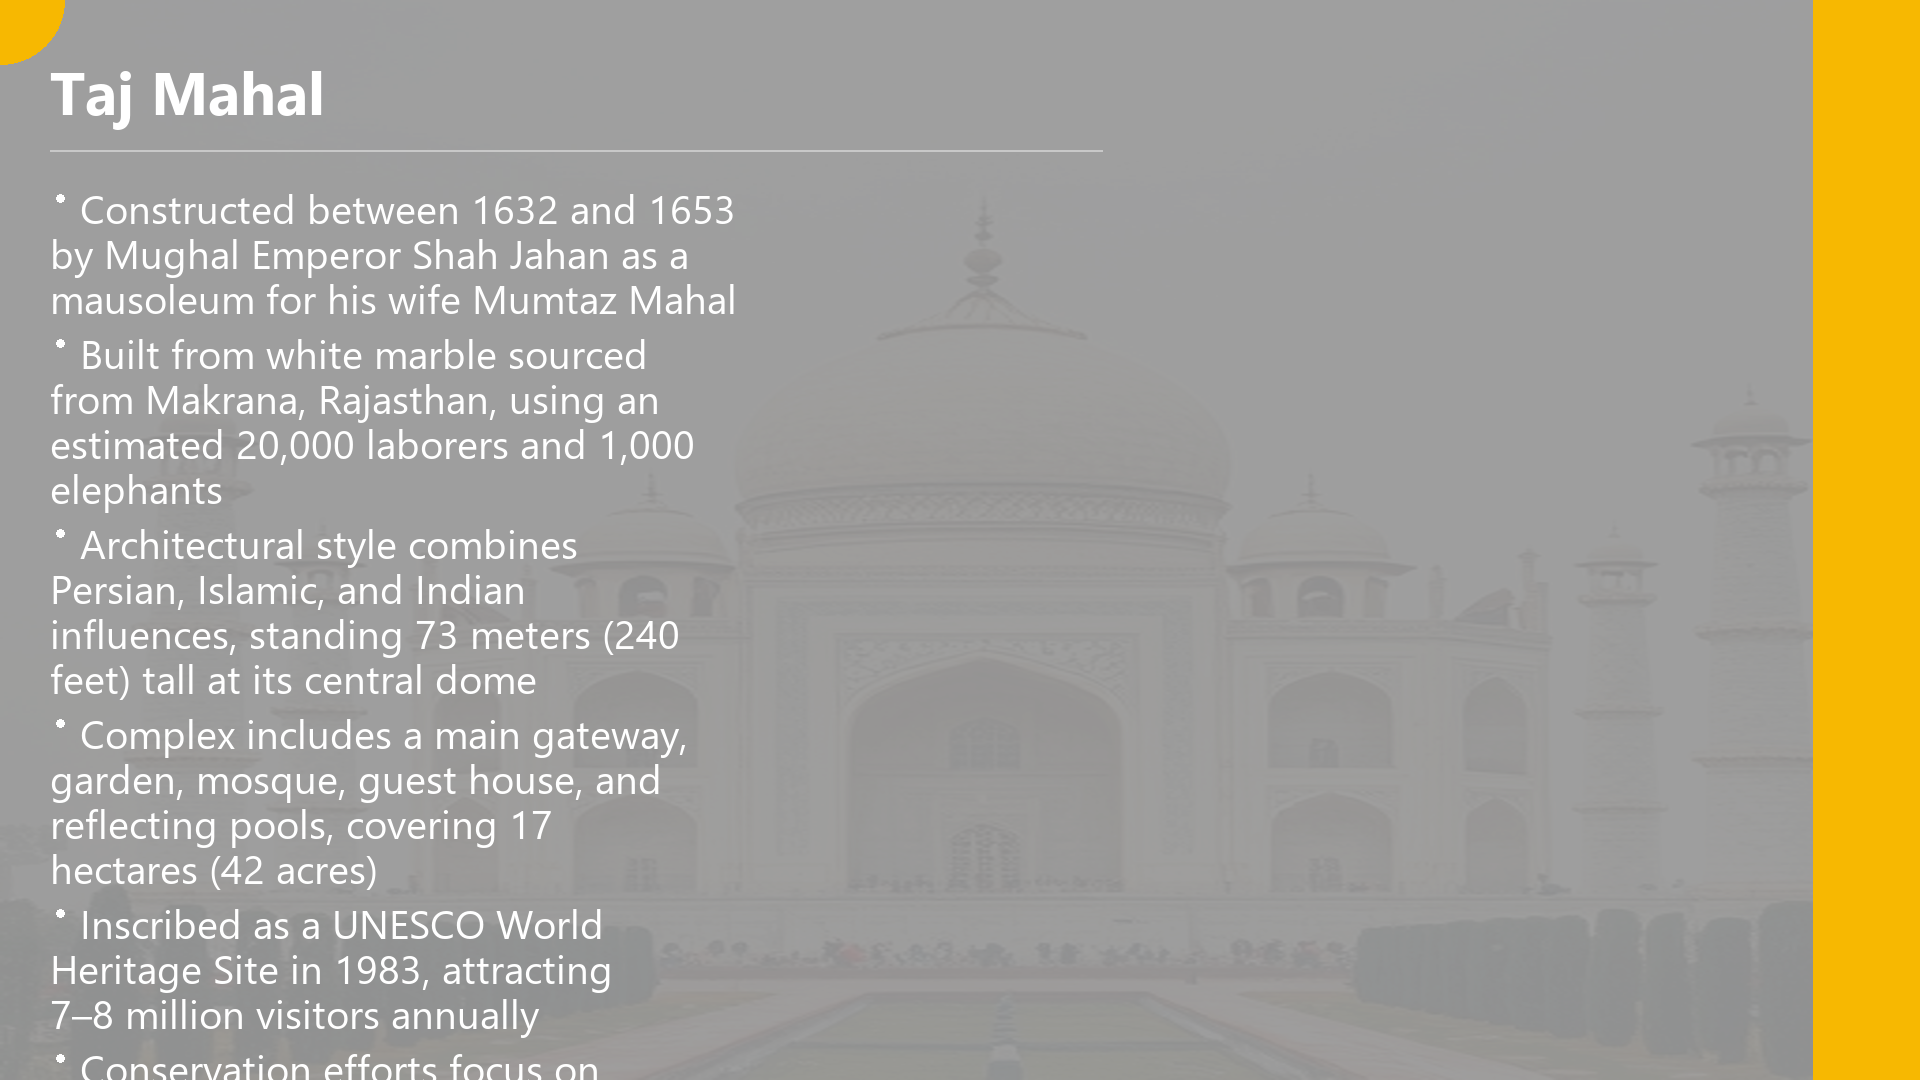 Taj Mahal
• Constructed between 1632 and 1653
by Mughal Emperor Shah Jahan as a
mausoleum for his wife Mumtaz Mahal
• Built from white marble sourced
from Makrana, Rajasthan, using an
estimated 20,000 laborers and 1,000
elephants
• Architectural style combines
Persian, Islamic, and Indian
influences, standing 73 meters (240
feet) tall at its central dome
• Complex includes a main gateway,
garden, mosque, guest house, and
reflecting pools, covering 17
hectares (42 acres)
• Inscribed as a UNESCO World
Heritage Site in 1983, attracting
7–8 million visitors annually
• Conservation efforts focus on